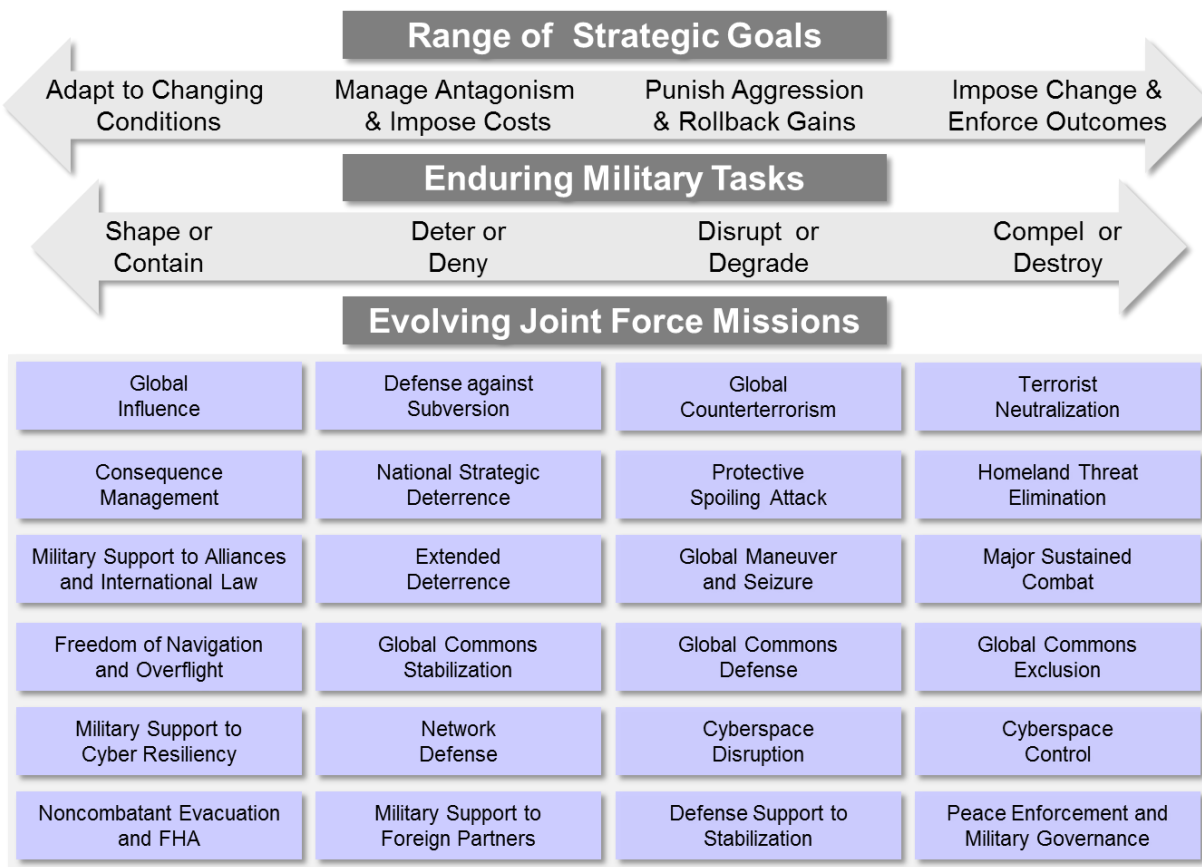 Range of Strategic Goals
Adapt to Changing
Conditions
Manage Antagonism
& Impose Costs
Punish Aggression
& Rollback Gains
Impose Change &
Enforce Outcomes
Enduring Military Tasks
Shape or
Contain
Deter or
Deny
Disrupt or
Degrade
Compel or
Destroy
Evolving Joint Force Missions
Global
Influence
Defense against
Subversion
Global
Counterterrorism
Terrorist
Neutralization
Consequence
Management
National Strategic
Deterrence
Protective
Spoiling Attack
Homeland Threat
Elimination
Military Support to Alliances
and International Law
Extended
Deterrence
Global Maneuver
and Seizure
Major Sustained
Combat
Freedom of Navigation
and Overflight
Global Commons
Stabilization
Global Commons
Defense
Global Commons
Exclusion
Military Support to
Cyber Resiliency
Network
Defense
Cyberspace
Disruption
Cyberspace
Control
Noncombatant Evacuation
and FHA
Military Support to
Foreign Partners
Defense Support to
Stabilization
Peace Enforcement and
Military Governance